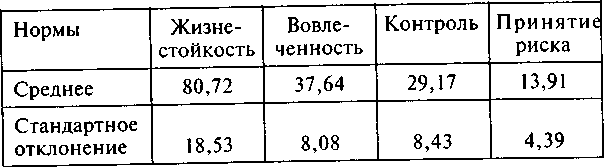 Нормы Жизне- Вовле- Контроль Принятие
стойкость ченность риска
Среднее 80,72 37,64 29,17 13,91
Стандартное
отклонение 18,53 8,08 8,43 4,39